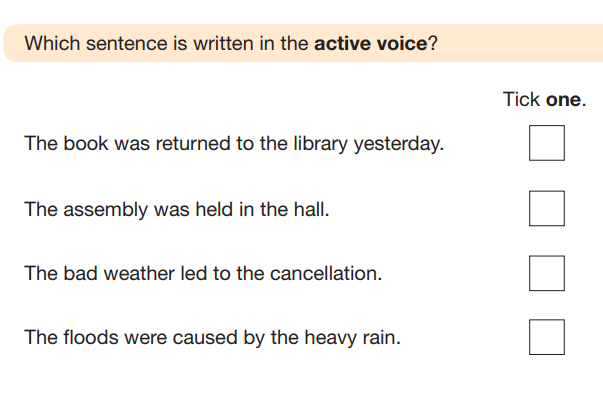 Which sentence is written in the active voice?
Tick one.
The book was returned to the library yesterday.
The assembly was held in the hall.
The bad weather led to the cancellation.
The floods were caused by the heavy rain.